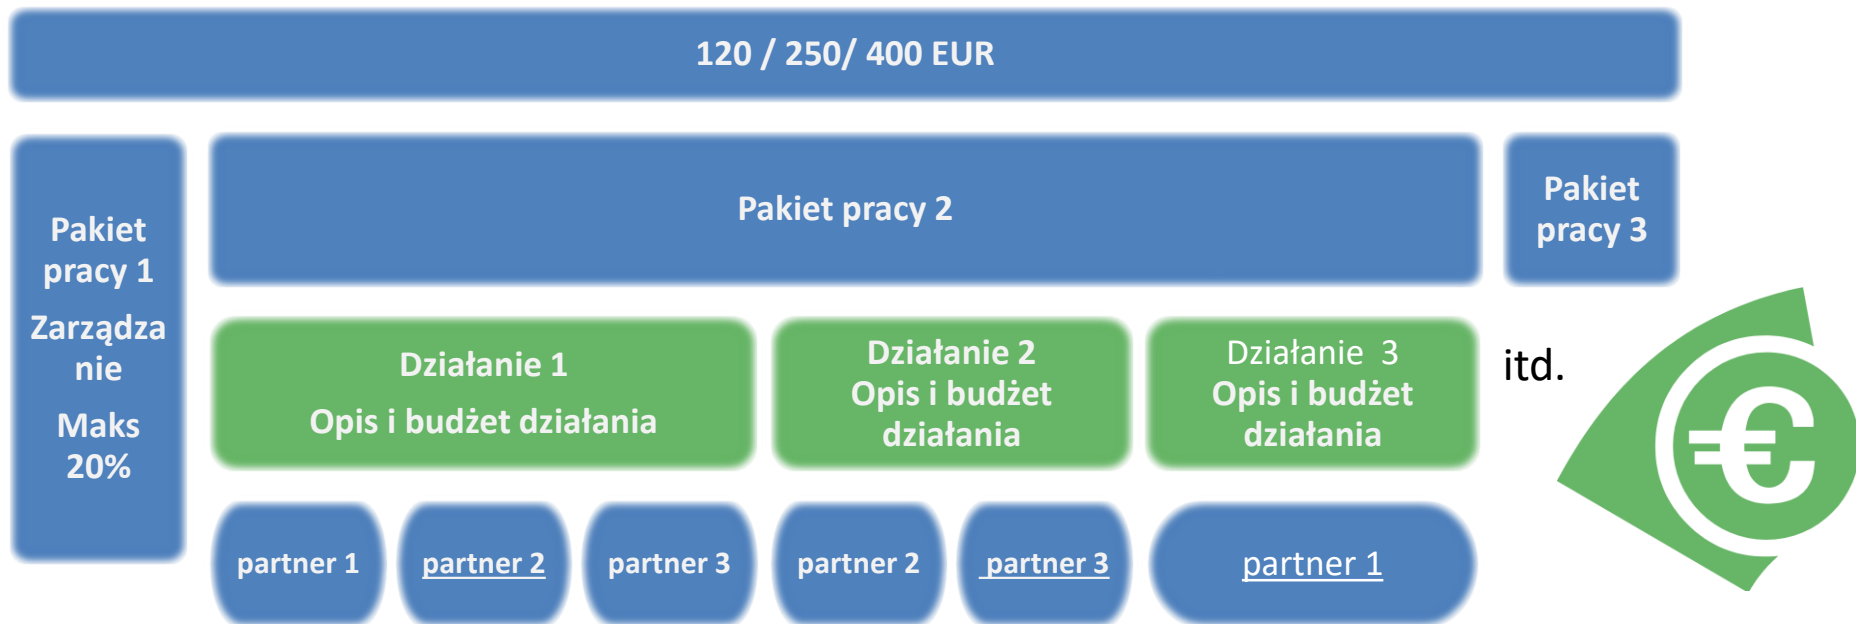 120 / 250/ 400 EUR
Pakiet
pracy 1
Zarządza
nie
Maks
20%
Pakiet pracy 2
Pakiet
pracy 3
Działanie 1
Opis i budżet działania
Działanie 2
Opis i budżet
działania
Działanie  3
Opis i budżet
działania
itd.
€
partner 1
partner 2
partner 3
partner 2
partner 3
partner 1